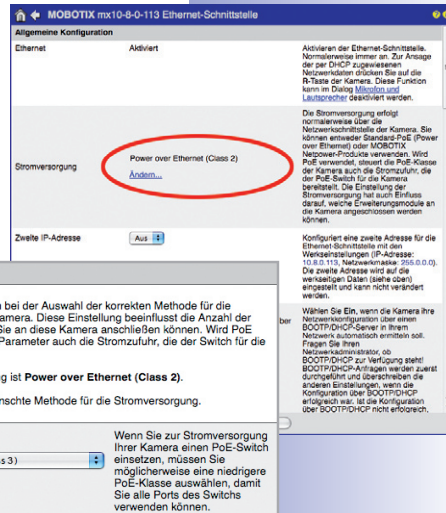 MOBOTIX mx10-8-0-113 Ethernet-Schnittstelle
Allgemeine Konfiguration
Ethernet
Aktiviert
Aktivieren der Ethernet-Schnittstelle.
Normalerweise immer an. Zur Ansage
der per DHCP zugewiesenen
Netzwerkdaten drücken Sie auf die
R-Taste der Kamera. Diese Funktion
kann im Dialog Mikrofon und
Lautsprecher deaktiviert werden.
Stromversorgung
Power over Ethernet (Class 2)
Ändern...
Die Stromversorgung erfolgt
normalerweise über die
Netzwerkschnittstelle der Kamera. Sie
können entweder Standard-PoE (Power
over Ethernet) oder MOBOTIX
Netpower-Produkte verwenden. Wird
PoE verwendet, steuert die PoE-Klasse
der Kamera auch die Stromzufuhr, die
der PoE-Switch für die Kamera
bereitstellt. Die Einstellung der
Stromversorgung hat auch Einfluss
darauf, welche Erweiterungsmodule an
die Kamera angeschlossen werden
können.
Zweite IP-Adresse
Aus
Konfiguriert eine zweite Adresse für die
Ethernet-Schnittstelle mit den
Werkseinstellungen (IP-Adresse:
10.8.0.113, Netzwerkmaske: 255.0.0.0).
Die zweite Adresse wird auf die
werkseitigen Daten (siehe oben)
eingestellt und kann nicht verändert
werden.
ber
Wählen Sie Ein, wenn die Kamera ihre
Netzwerkkonfiguration über einen
BOOTP/DHCP-Server in Ihrem
Netzwerk automatisch ermitteln soll.
Fragen Sie Ihren
Netzwerkadministrator, ob
BOOTP/DHCP zur Verfügung steht!
BOOTP/DHCP-Anfragen werden zuerst
durchgeführt und überschreiben die
anderen Einstellungen, wenn die
Konfiguration über BOOTP/DHCP
erfolgreich war. Ist die Konfiguration
über BOOTP/DHCP nicht erfolgreich,
n bei der Auswahl der korrekten Methode für die
amera. Diese Einstellung beeinflusst die Anzahl der
Sie an diese Kamera anschließen können. Wird PoE
Parameter auch die Stromzufuhr, die der Switch für die
g ist Power over Ethernet (Class 2).
nschte Methode für die Stromversorgung.
s 3)
Wenn Sie zur Stromversorgung
Ihrer Kamera einen PoE-Switch
einsetzen, müssen Sie
möglicherweise eine niedrigere
PoE-Klasse auswählen, damit
Sie alle Ports des Switchs
verwenden können.